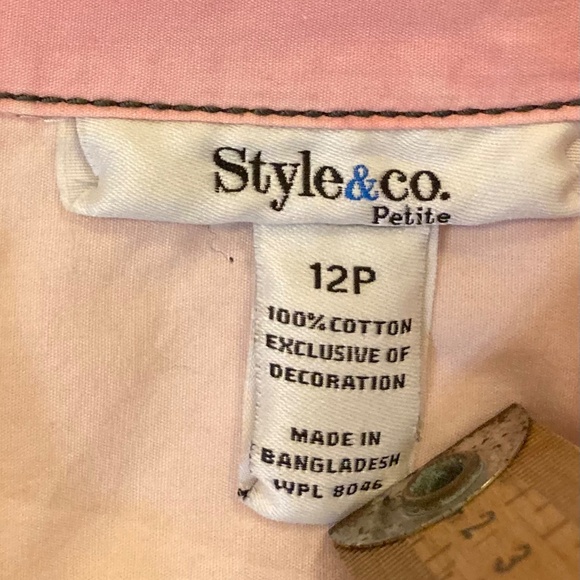 Style&co.
Petite
12P
100% COTTON
EXCLUSIVE OF
DECORATION
MADE IN
BANGLADESH
WPL 8046
2 3